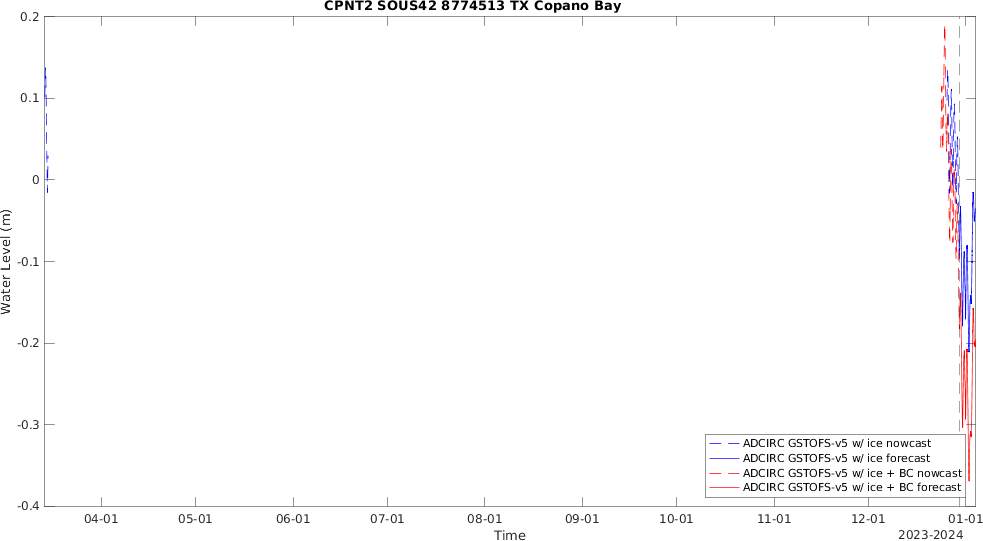 CPNT2 SOUS42 8774513 TX Copano Bay
0.2
0.1
0
-0.1
-0.2
-0.3
-0.4
Water Level (m)
ADCIRC GSTOFS-v5 w/ ice nowcast
ADCIRC GSTOFS-v5 w/ ice forecast
ADCIRC GSTOFS-v5 w/ ice + BC nowcast
ADCIRC GSTOFS-v5 w/ ice + BC forecast
04-01 05-01 06-01 07-01 08-01 09-01 10-01 11-01 12-01 01-01
Time
2023-2024